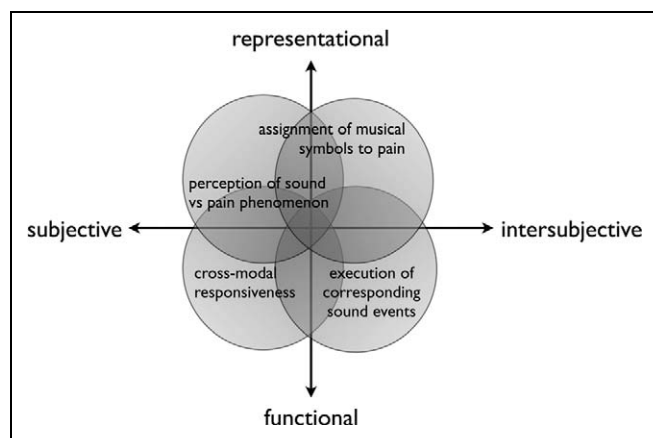 representational
assignment of musical
symbols to pain
perception of sound
vs pain phenomenon
subjective
intersubjective
cross-modal
responsiveness
execution of
corresponding
sound events
functional